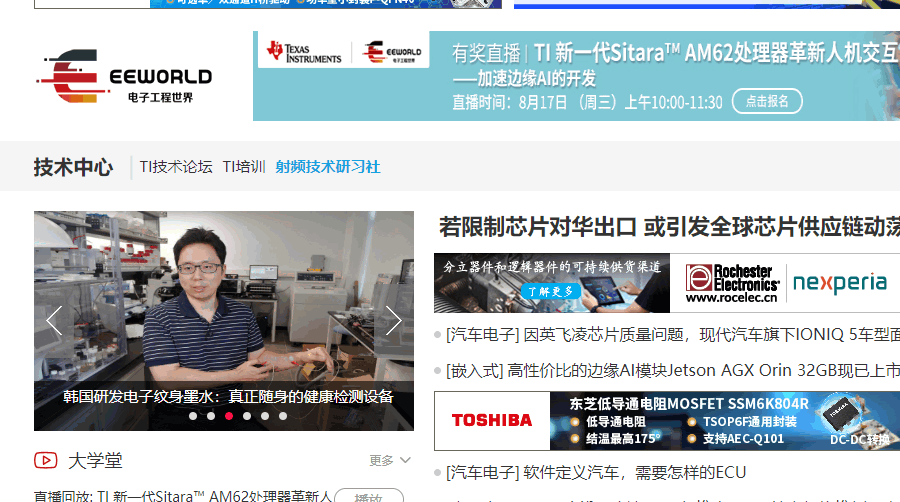 EEWORLD
电子工程世界
TEXAS INSTRUMENTS
EEWORLD
电子工程世界
有奖直播 | TI 新一代Sitara™ AM62处理器革新人机交互
——加速边缘AI的开发
直播时间：8月17日 （周三）上午10:00-11:30 点击报名
技术中心 TI技术论坛 TI培训 射频技术研习社
韩国研发电子纹身墨水：真正随身的健康检测设备
大学堂 更多
直播回放: TI 新一代Sitara™ AM62处理器革新人 播放
若限制芯片对华出口 或引发全球芯片供应链动荡
分立器件和逻辑器件的可持续供货渠道
了解更多
Rochester Electronics
www.rocelec.cn
nexperia
[汽车电子] 因英飞凌芯片质量问题，现代汽车旗下IONIQ 5车型面
[嵌入式] 高性价比的边缘AI模块Jetson AGX Orin 32GB现已上市
TOSHIBA
东芝低导通电阻MOSFET SSM6K804R
低导通电阻 TSOP6F通用封装
结温最高175° 支持AEC-Q101
TOSHIBA
DC-DC转换
[汽车电子] 软件定义汽车，需要怎样的ECU